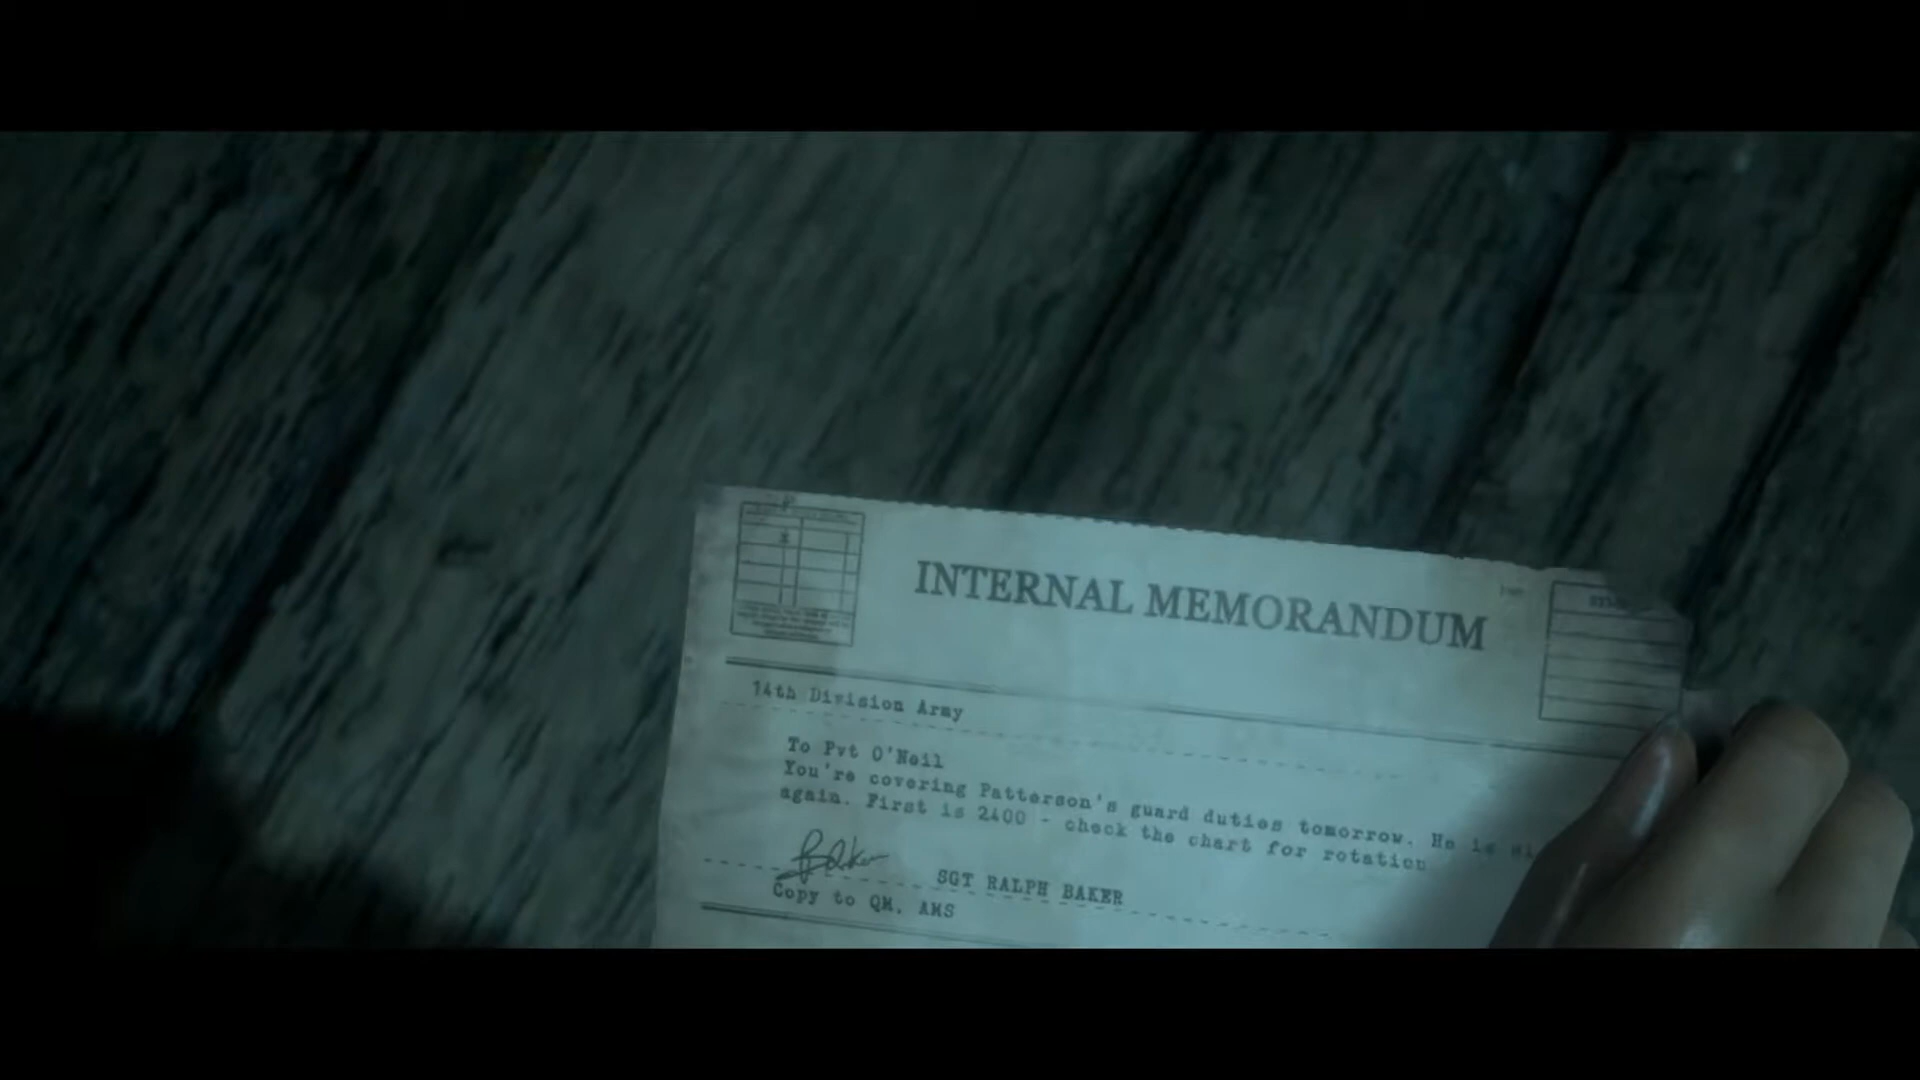 INTERNAL MEMORANDUM
14th Division Army
To Pvt O'Neil
You're covering Patterson's guard duties tomorrow. He is
again. First is 2400 - check the chart for rotation
Baker
SGT RALPH BAKER
Copy to QM. AMS